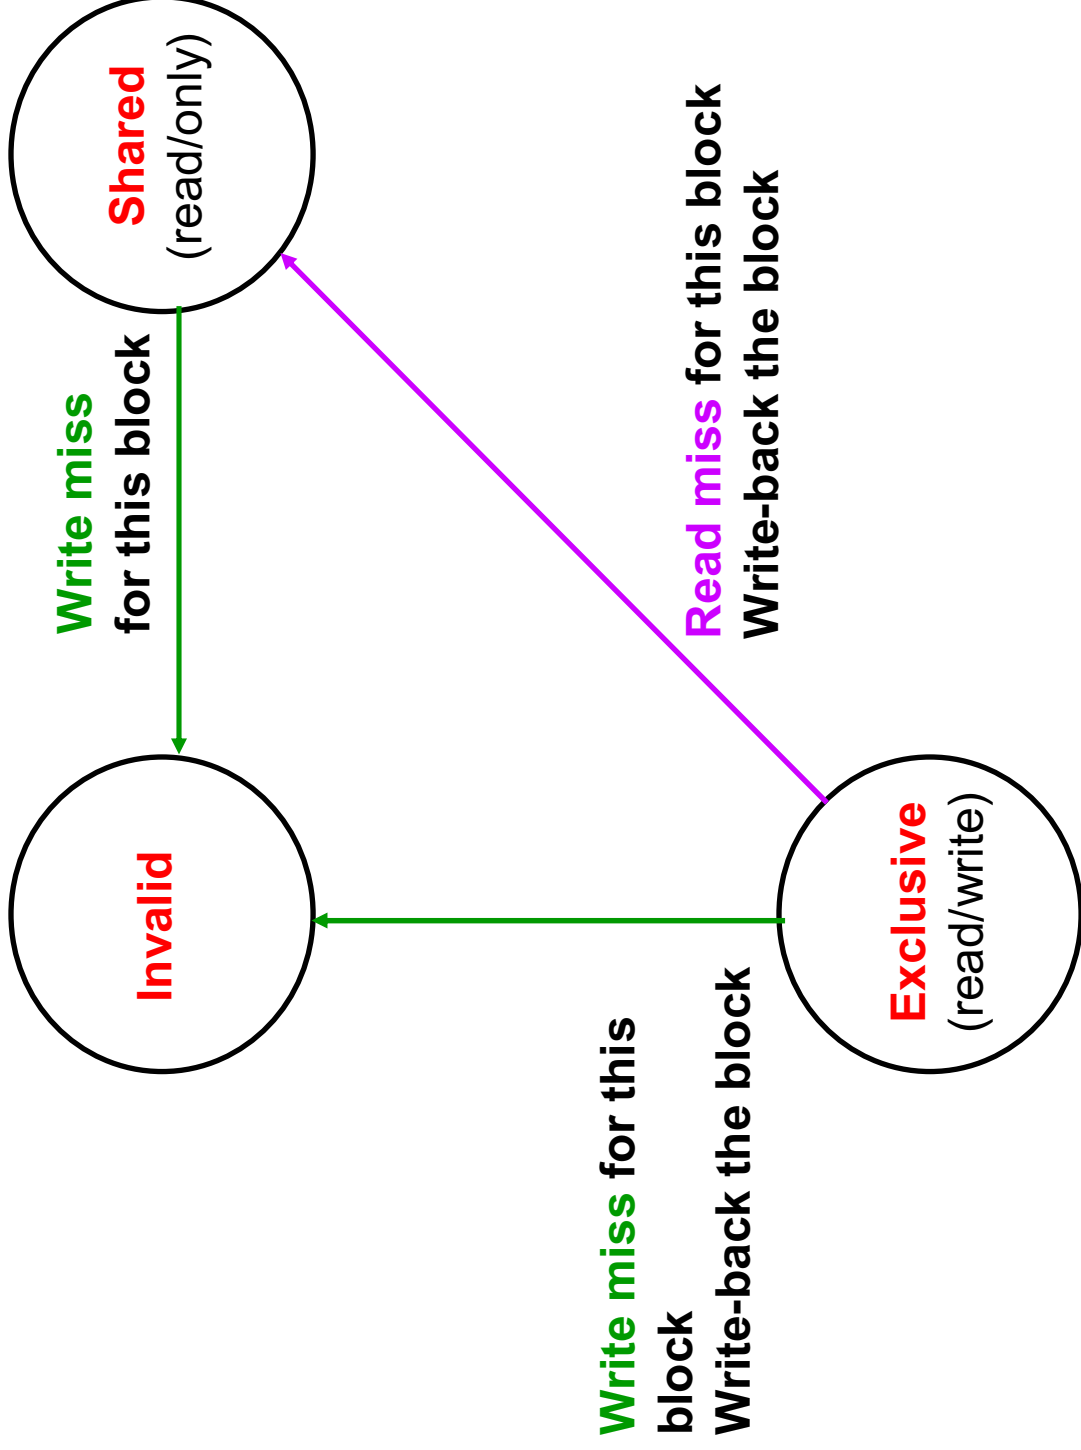 Write miss
for this block
Invalid
Shared
(read/only)
Write miss for this
block
Write-back the block
Read miss for this block
Write-back the block
Exclusive
(read/write)